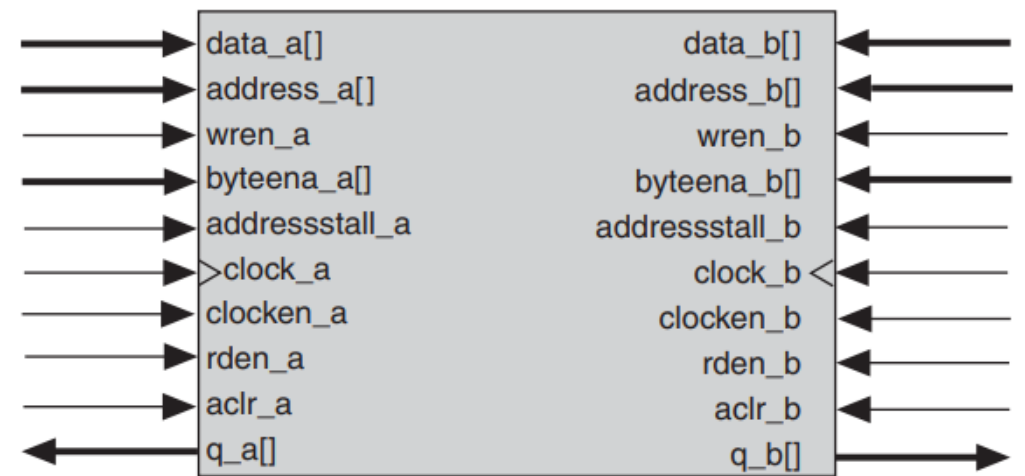 data_a[] data_b[]
address_a[] address_b[]
wren_a wren_b
byteena_a[] byteena_b[]
addressstall_a addressstall_b
clock_a clock_b
clocken_a clocken_b
rden_a rden_b
aclr_a aclr_b
q_a[] q_b[]